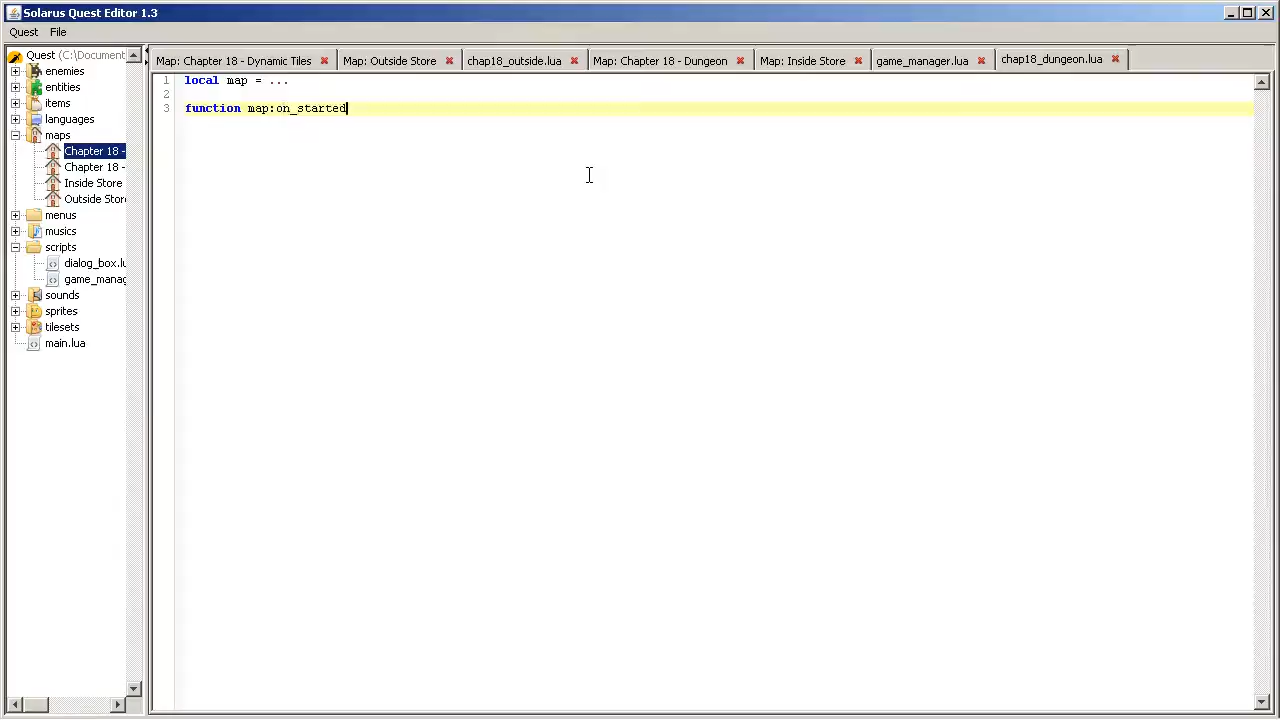 Solarus Quest Editor 1.3
Quest File
Quest (C:\Document
enemies
entities
items
languages
maps
Chapter 18 -
Chapter 18 -
Inside Store
Outside Store
menus
musics
scripts
dialog_box.lu
game_manag
sounds
sprites
tilesets
main.lua
Map: Chapter 18 - Dynamic Tiles Map: Outside Store chap18_outside.lua Map: Chapter 18 - Dungeon Map: Inside Store game_manager.lua chap18_dungeon.lua
1 local map = ...
2
3 function map:on_started